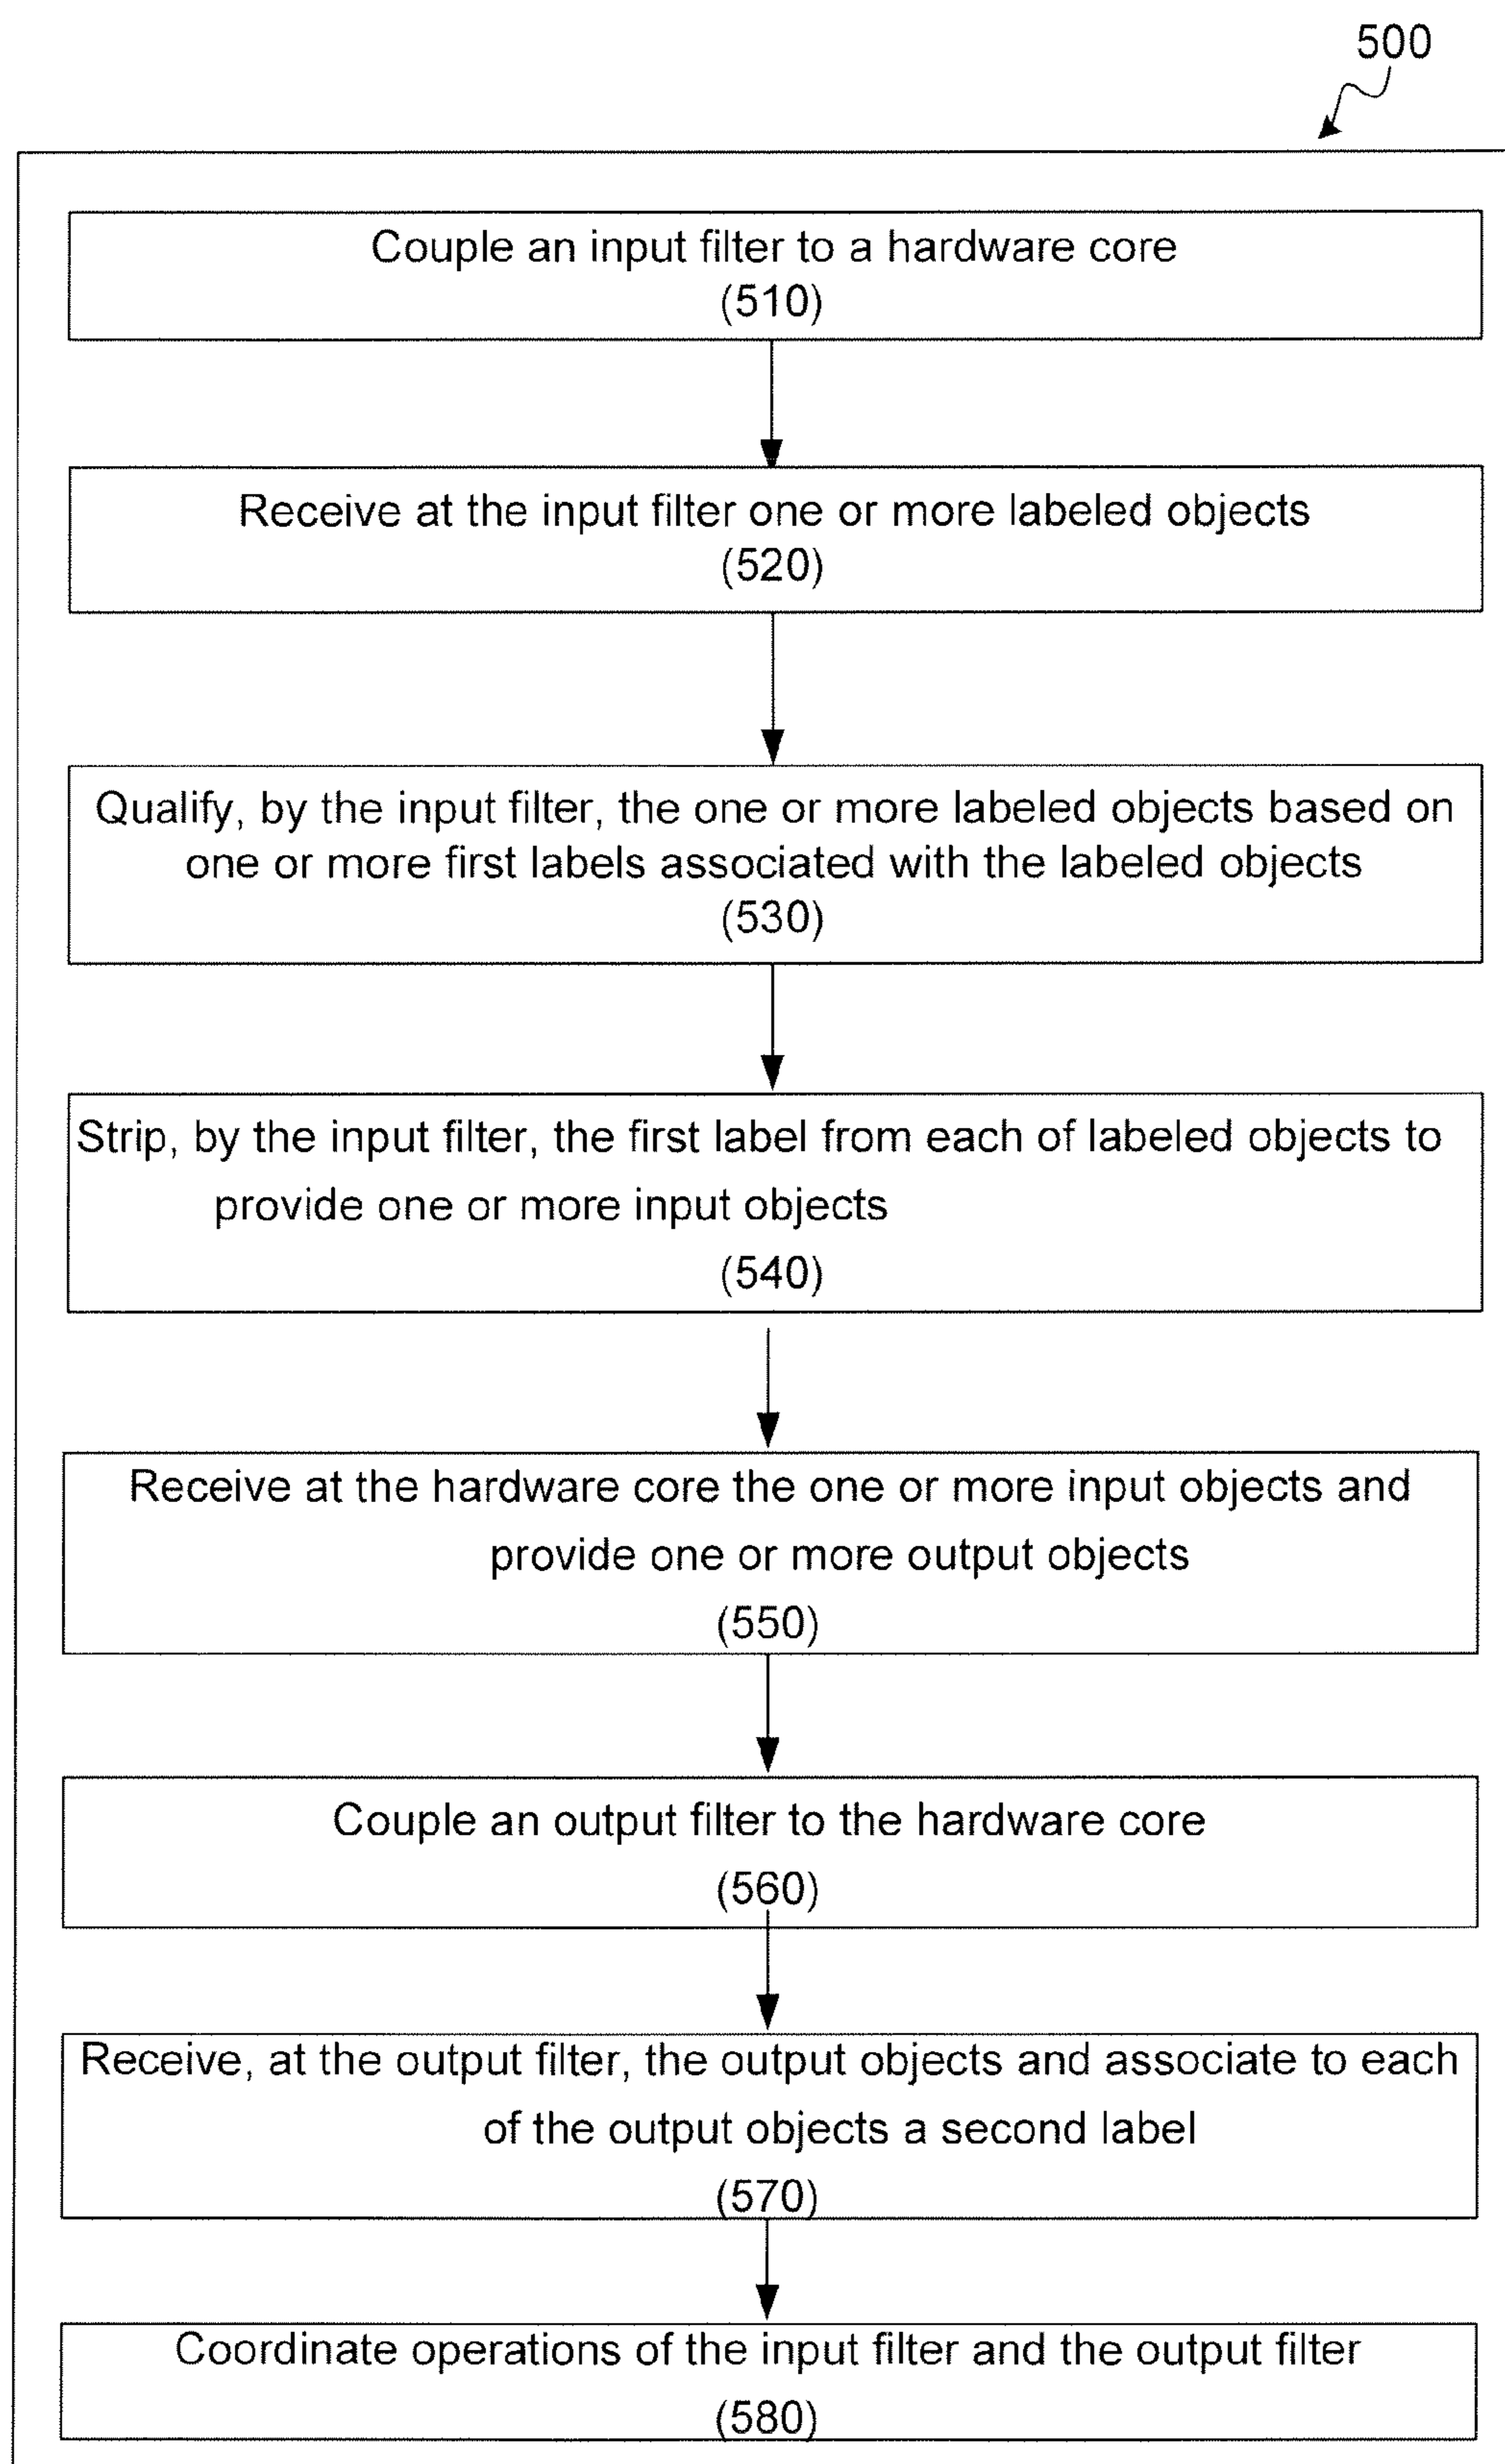 500
Couple an input filter to a hardware core
(510)
Receive at the input filter one or more labeled objects
(520)
Qualify, by the input filter, the one or more labeled objects based on
one or more first labels associated with the labeled objects
(530)
Strip, by the input filter, the first label from each of labeled objects to
provide one or more input objects
(540)
Receive at the hardware core the one or more input objects and
provide one or more output objects
(550)
Couple an output filter to the hardware core
(560)
Receive, at the output filter, the output objects and associate to each
of the output objects a second label
(570)
Coordinate operations of the input filter and the output filter
(580)